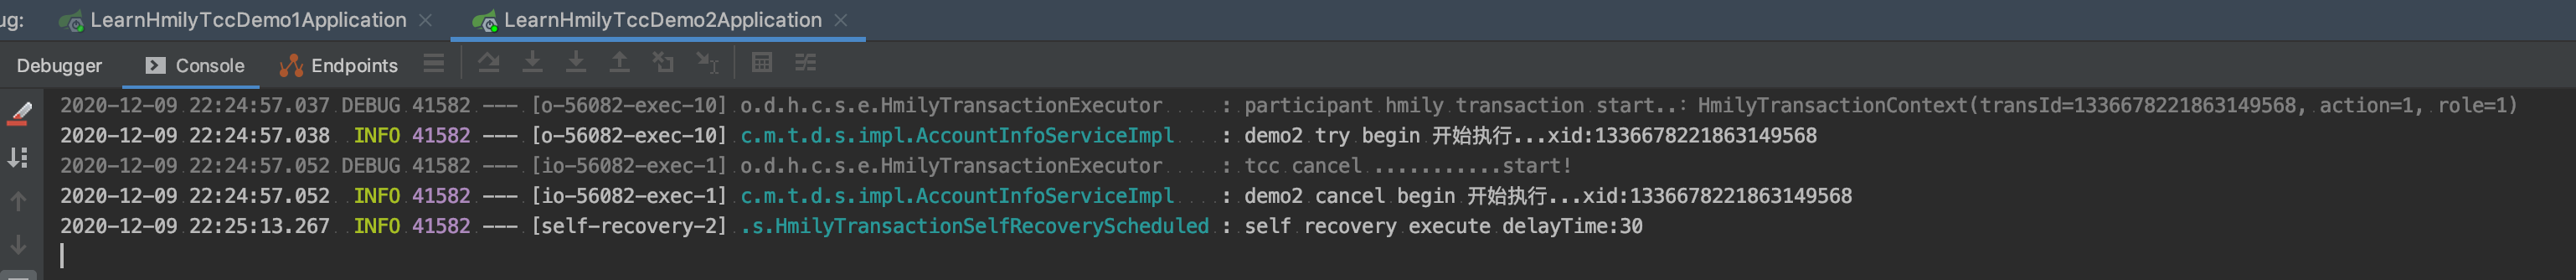 ug: LearnHmilyTccDemo1Application LearnHmilyTccDemo2Application
Debugger Console Endpoints
2020-12-09 22:24:57.037 DEBUG 41582 --- [o-56082-exec-10] o.d.h.c.s.e.HmilyTransactionExecutor : participant hmily transaction start..: HmilyTransactionContext(transId=1336678221863149568, action=1, role=1)
2020-12-09 22:24:57.038 INFO 41582 --- [o-56082-exec-10] c.m.t.d.s.impl.AccountInfoServiceImpl : demo2 try begin 开始执行...xid:1336678221863149568
2020-12-09 22:24:57.052 DEBUG 41582 --- [io-56082-exec-1] o.d.h.c.s.e.HmilyTransactionExecutor : tcc cancel ...........start!
2020-12-09 22:24:57.052 INFO 41582 --- [io-56082-exec-1] c.m.t.d.s.impl.AccountInfoServiceImpl : demo2 cancel begin 开始执行...xid:1336678221863149568
2020-12-09 22:25:13.267 INFO 41582 --- [self-recovery-2] .s.HmilyTransactionSelfRecoveryScheduled : self recovery execute delayTime:30